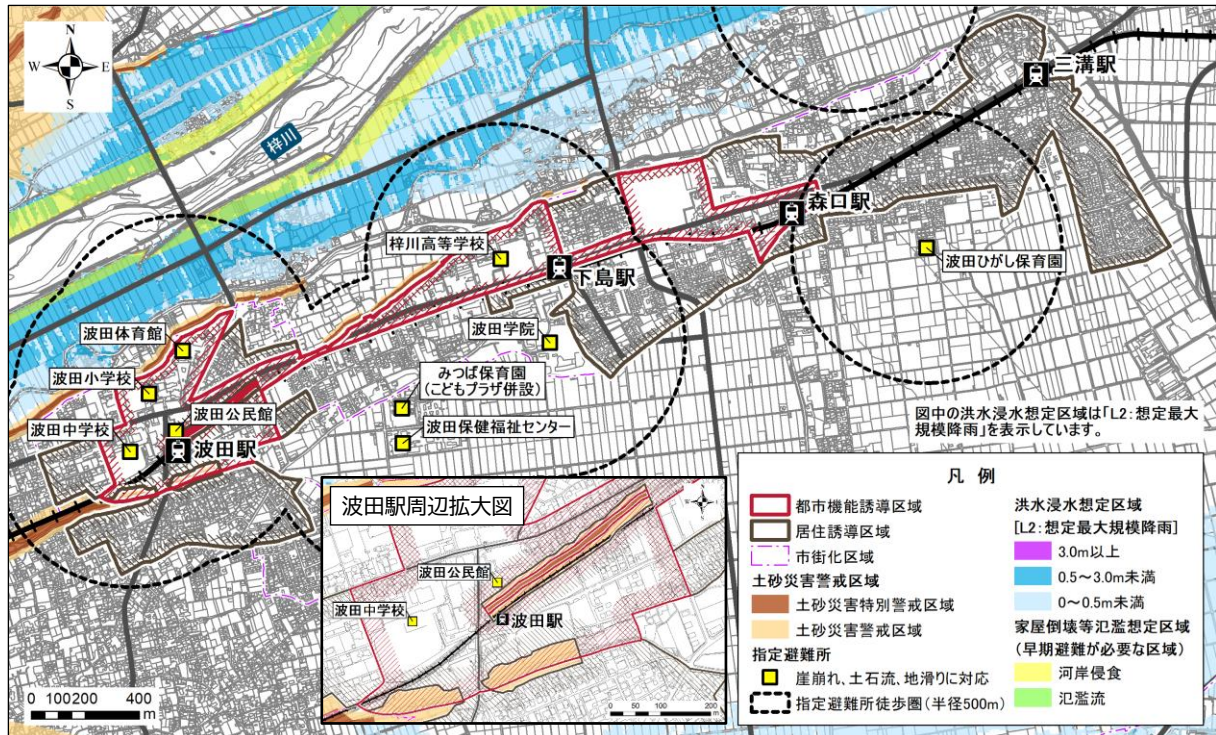 N
W E
S
梓川
三溝駅
森口駅
梓川高等学校
下島駅
波田ひがし保育園
波田体育館
波田学院
みつば保育園
(こどもプラザ併設)
波田小学校
波田公民館
波田保健福祉センター
波田中学校
波田駅
図中の洪水浸水想定区域は「L2:想定最大
規模降雨」を表示しています。
0 100200 400
m
波田駅周辺拡大図
波田公民館
波田中学校
波田駅
0 50 100 200
m
凡 例
都市機能誘導区域
居住誘導区域
市街化区域
土砂災害警戒区域
土砂災害特別警戒区域
土砂災害警戒区域
指定避難所
崖崩れ、土石流、地滑りに対応
指定避難所徒歩圏(半径500m)
洪水浸水想定区域
[L2:想定最大規模降雨]
3.0m以上
0.5～3.0m未満
0～0.5m未満
家屋倒壊等氾濫想定区域
(早期避難が必要な区域)
河岸侵食
氾濫流